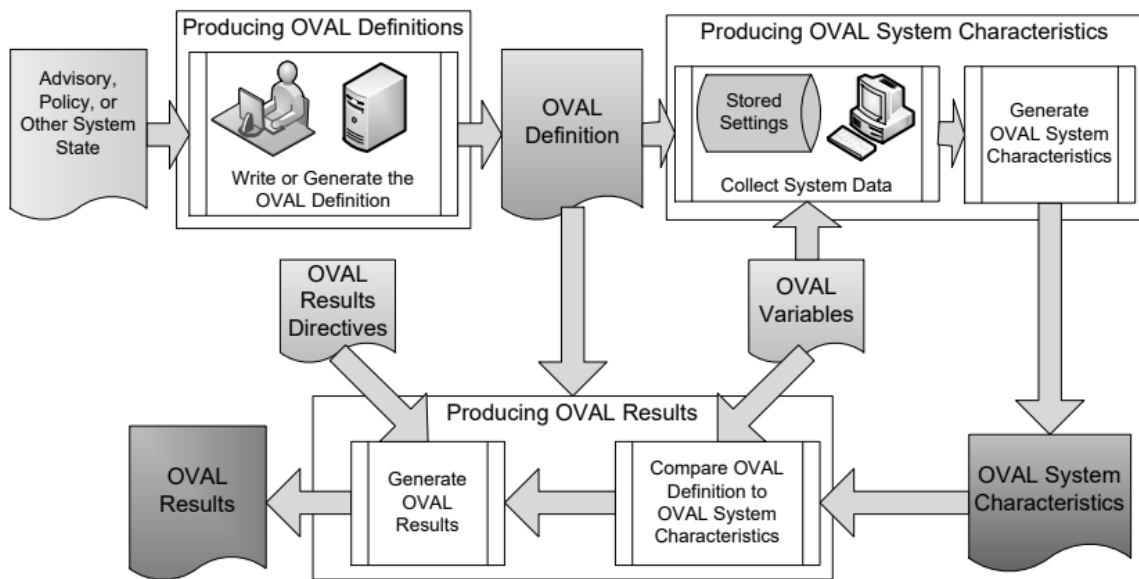 Producing OVAL Definitions
Advisory,
Policy, or
Other System
State
Write or Generate the
OVAL Definition
OVAL
Definition
Producing OVAL System Characteristics
Stored
Settings
Collect System Data
Generate
OVAL System
Characteristics
OVAL
Results
Directives
OVAL
Variables
Producing OVAL Results
OVAL
Results
Generate
OVAL
Results
Compare OVAL
Definition to
OVAL System
Characteristics
OVAL System
Characteristics